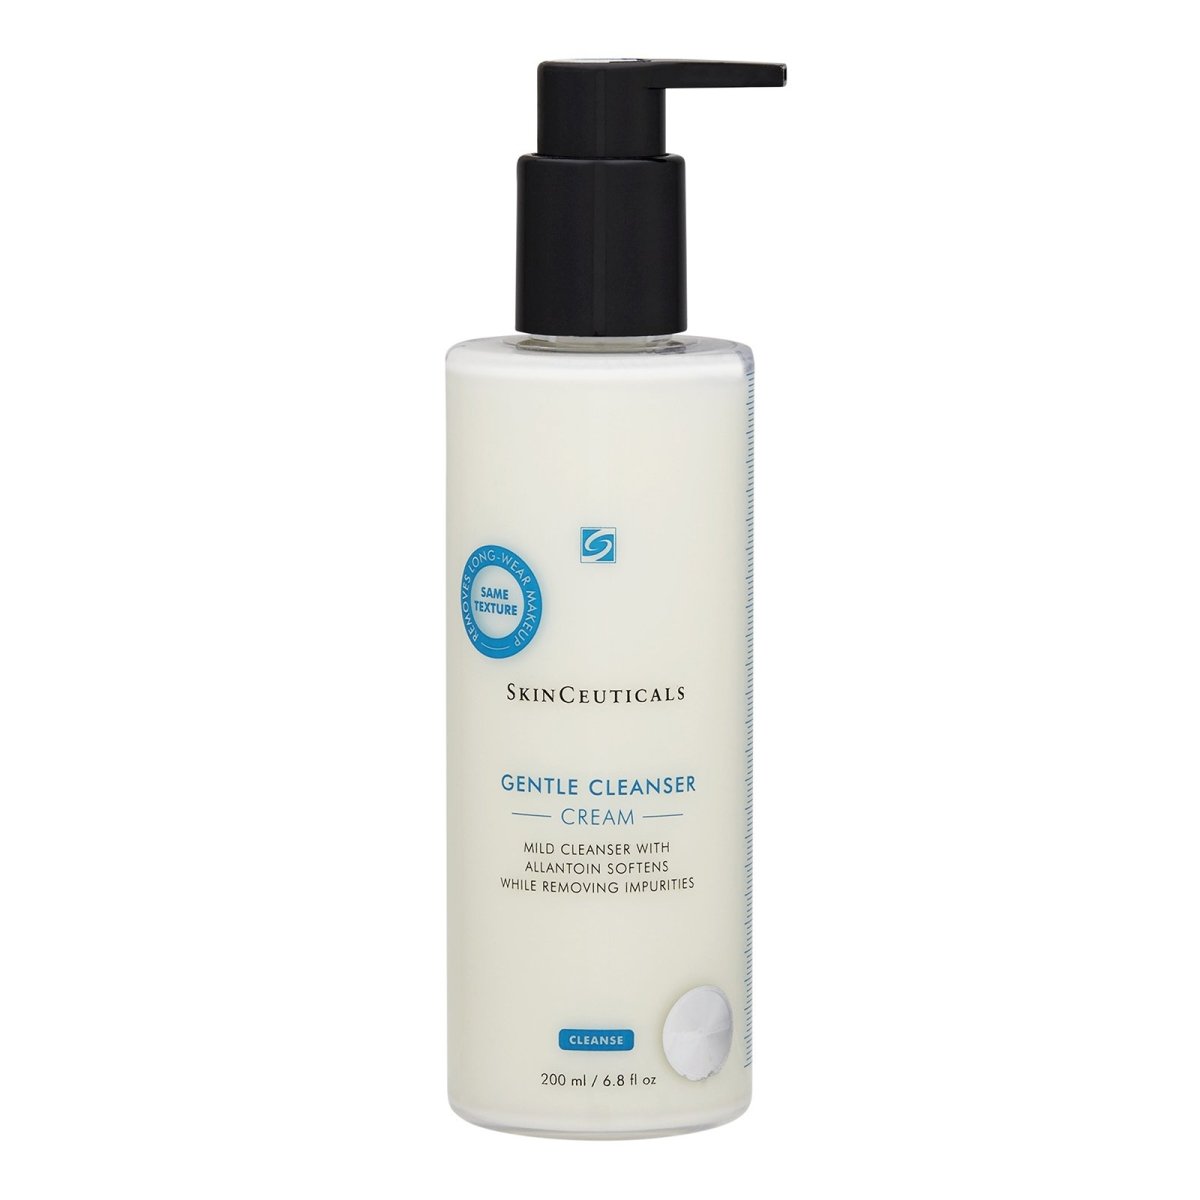 REMOVES LONG-WEAR MAKEUP
SAME
TEXTURE
SKINCEUTICALS
GENTLE CLEANSER
CREAM
MILD CLEANSER WITH
ALLANTOIN SOFTENS
WHILE REMOVING IMPURITIES
CLEANSE
200 ml / 6.8 fl oz